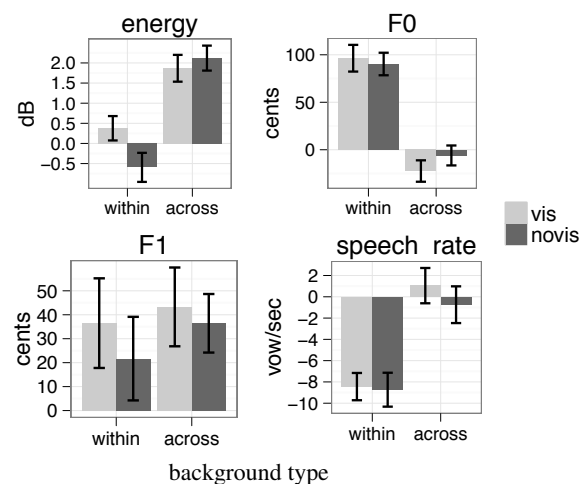 energy
dB
2.0
1.5
1.0
0.5
0.0
−0.5
within across
F0
cents
100
50
0
within across
vis
novis
F1
cents
50
40
30
20
10
0
within across
speech rate
vow/sec
2
0
−2
−4
−6
−8
−10
within across
background type